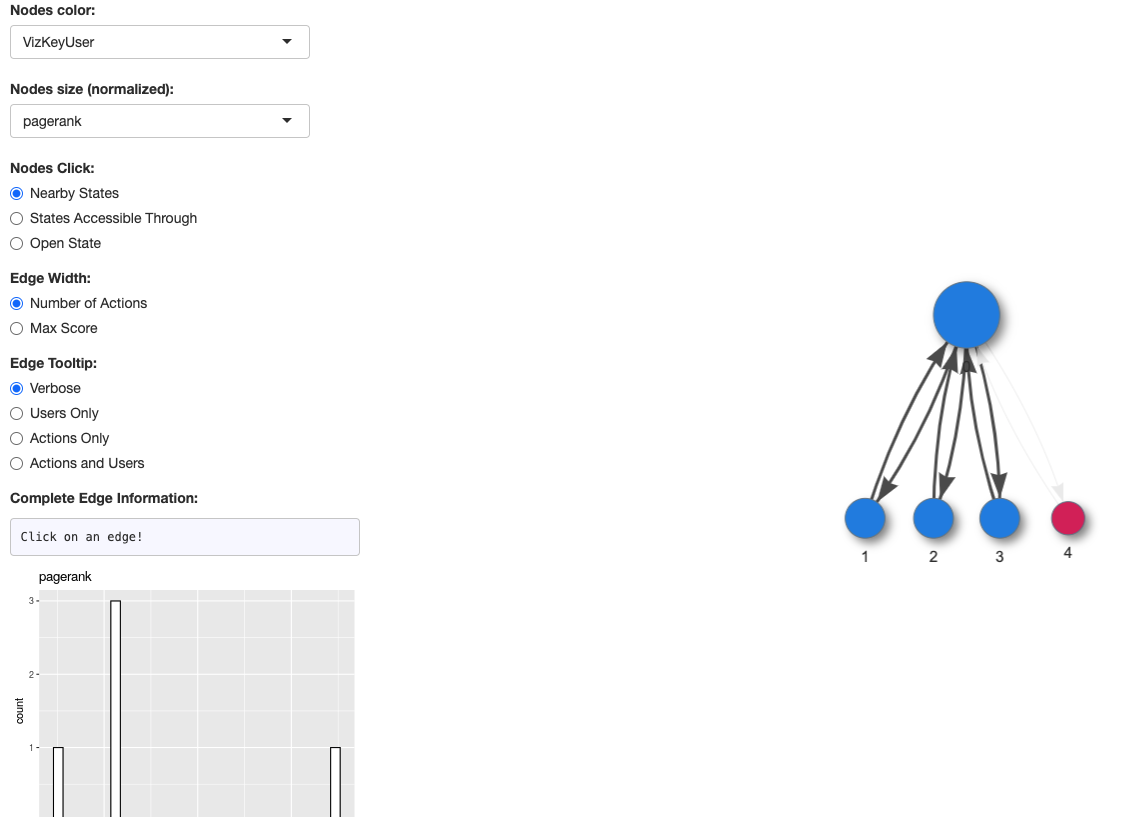 Nodes color:
VizKeyUser
Nodes size (normalized):
pagerank
Nodes Click:
Nearby States
States Accessible Through
Open State
Edge Width:
Number of Actions
Max Score
Edge Tooltip:
Verbose
Users Only
Actions Only
Actions and Users
Complete Edge Information:
Click on an edge!
pagerank
3
2
1
count
1
2
3
4